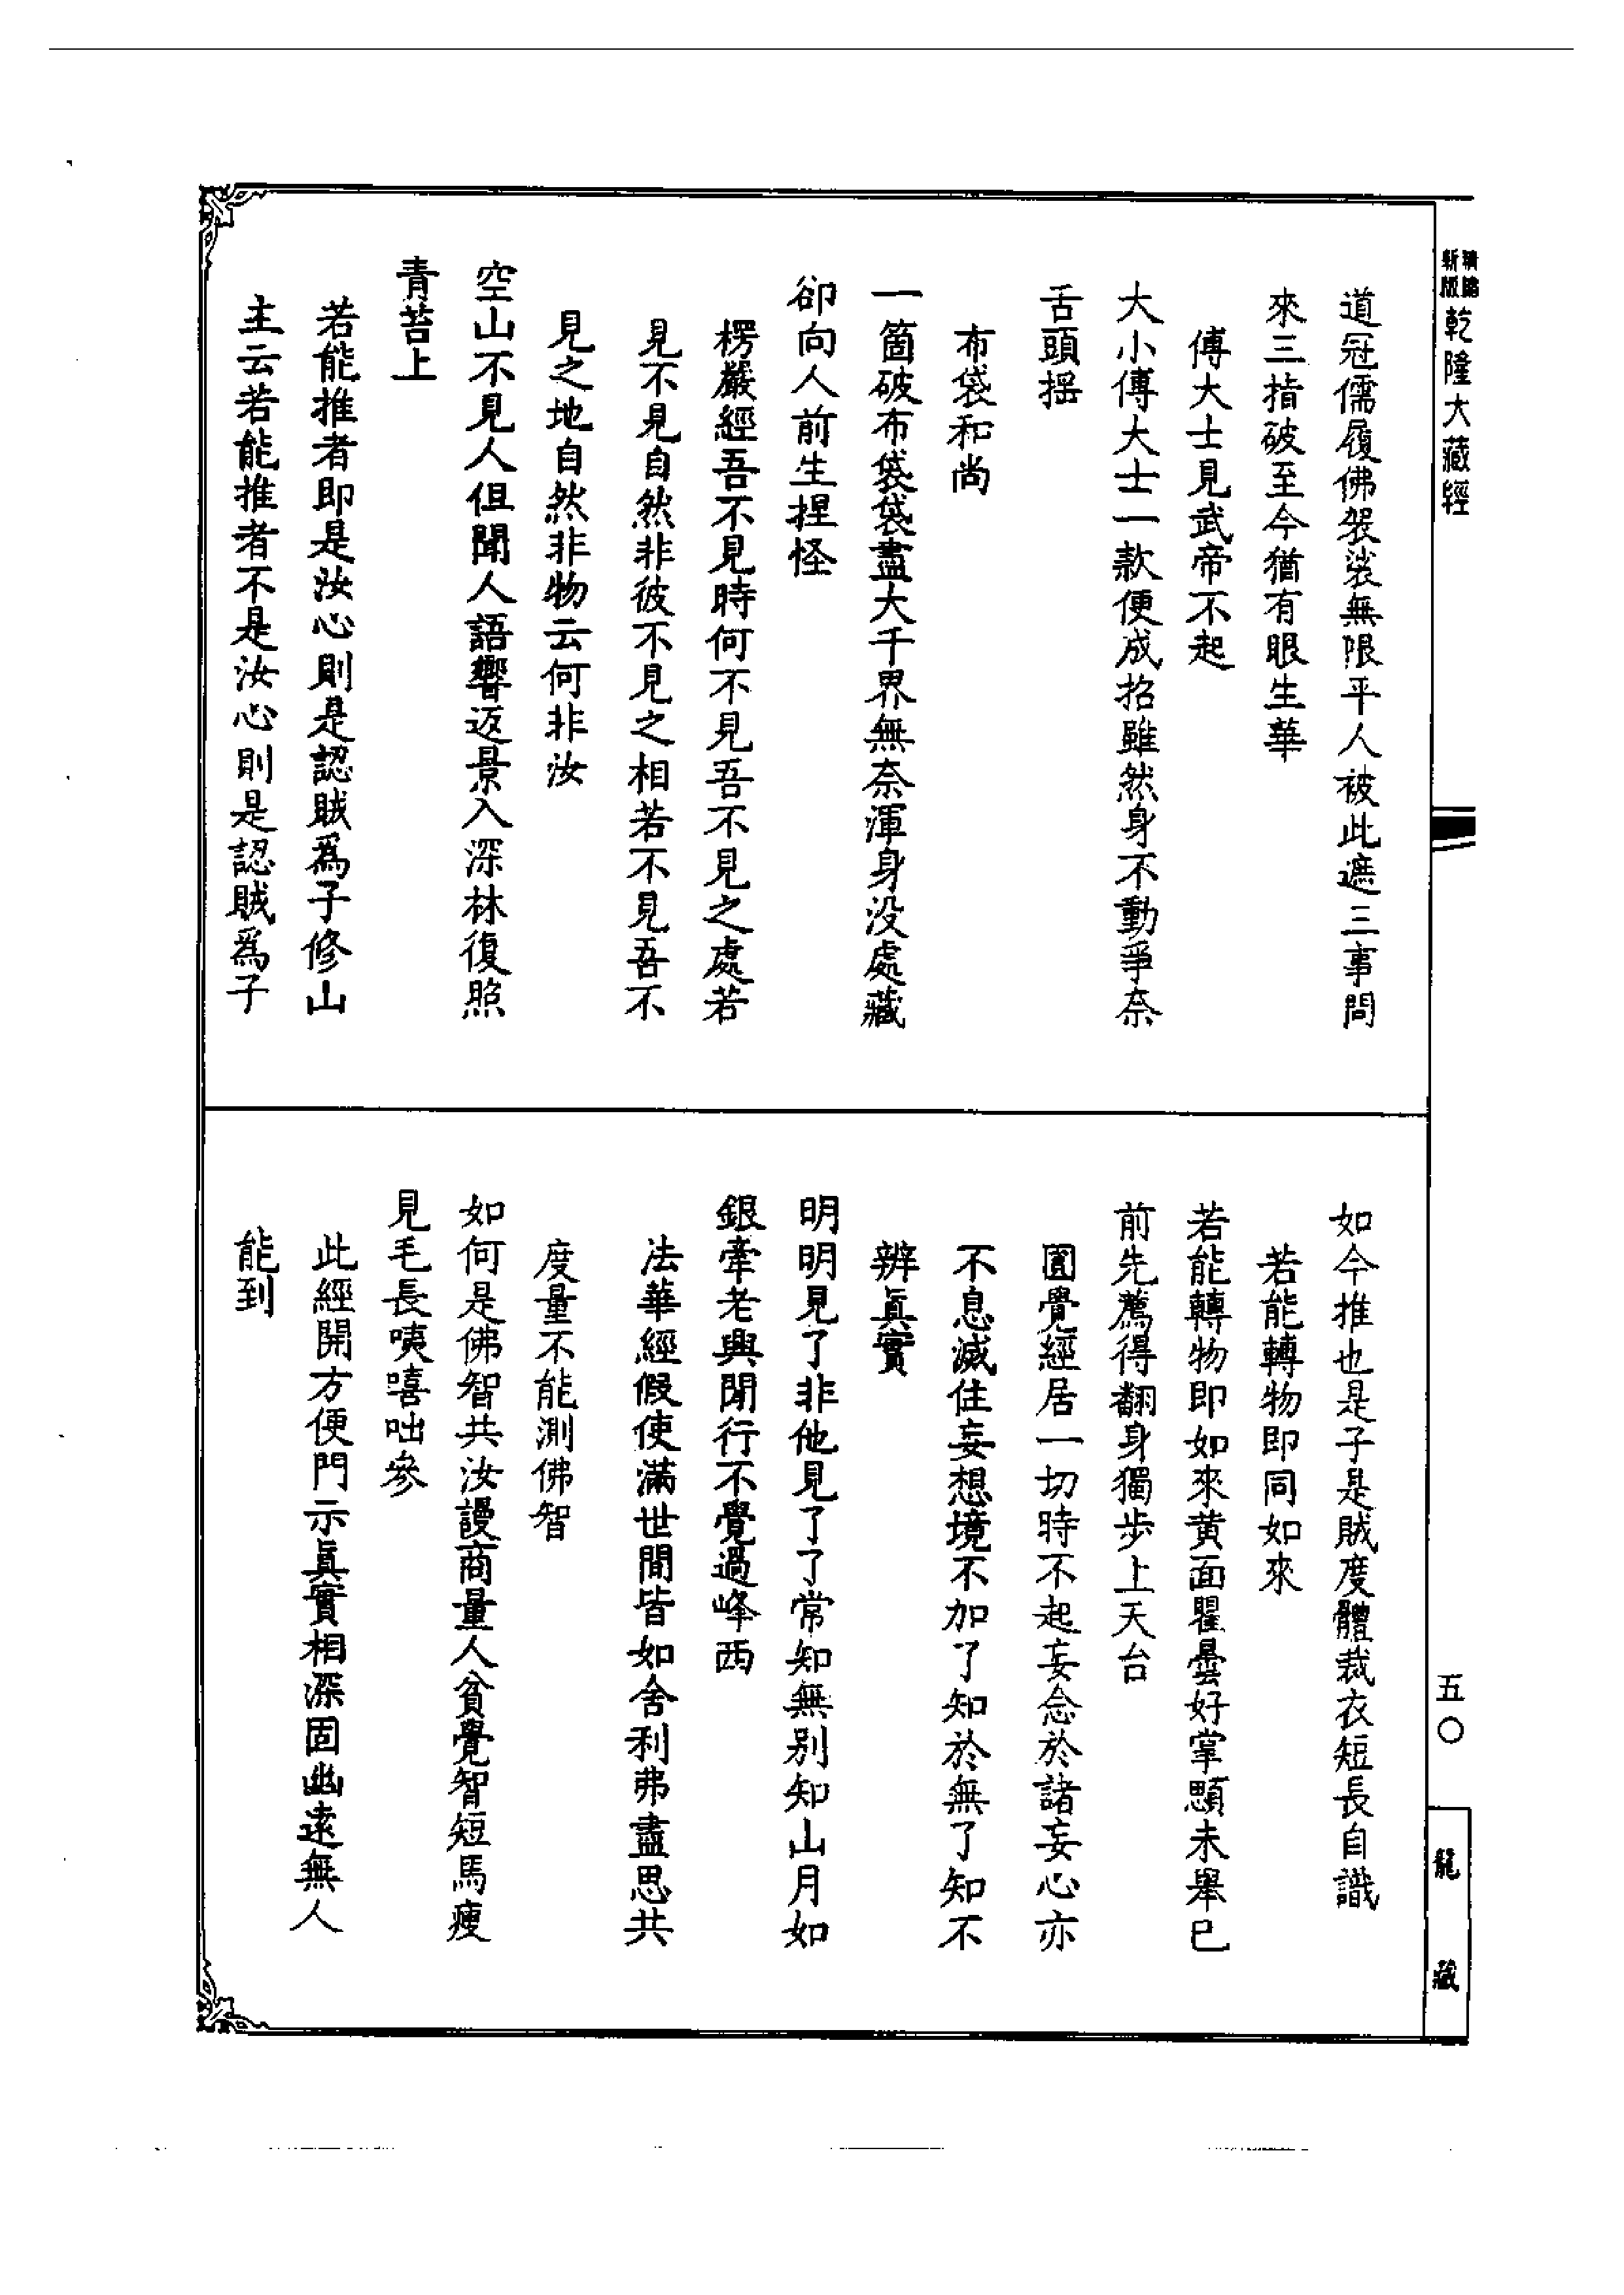 精繕
新版
乾隆大藏經
道冠儒履佛袈裟無限平人被此遮三事問
來三指破至今猶有眼生華
傅大士見武帝不起
大小傅大士一款便成招雖然身不動爭奈
舌頭揺
布袋和尚
一箇破布袋袋盡大千界無奈渾身没處藏
卻向人前生捏怪
楞嚴經吾不見時何不見吾不見之處若
見不見自然非彼不見之相若不見吾不
見之地自然非物云何非汝
空山不見人但聞人語響返景入深林復照
青苔上
若能推者即是汝心則是認賊爲子修山
主云若能推者不是汝心則是認賊爲子
如今推也是子是賊度體裁衣短長自識
若能轉物即同如來
若能轉物即如來黄面瞿曇好掌顋未舉已
前先薦得翻身獨步上天台
圓覺經居一切時不起妄念於諸妄心亦
不息滅住妄想境不加了知於無了知不
辨眞實
明明見了非他見了了常知無别知山月如
銀牽老興閒行不覺過峰西
法華經假使滿世間皆如舍利弗盡思共
度量不能測佛智
如何是佛智共汝謾商量人貧覺智短馬瘦
見毛長咦嘻咄參
此經開方便門示眞實相深固幽遠無人
能到
五〇
龍藏